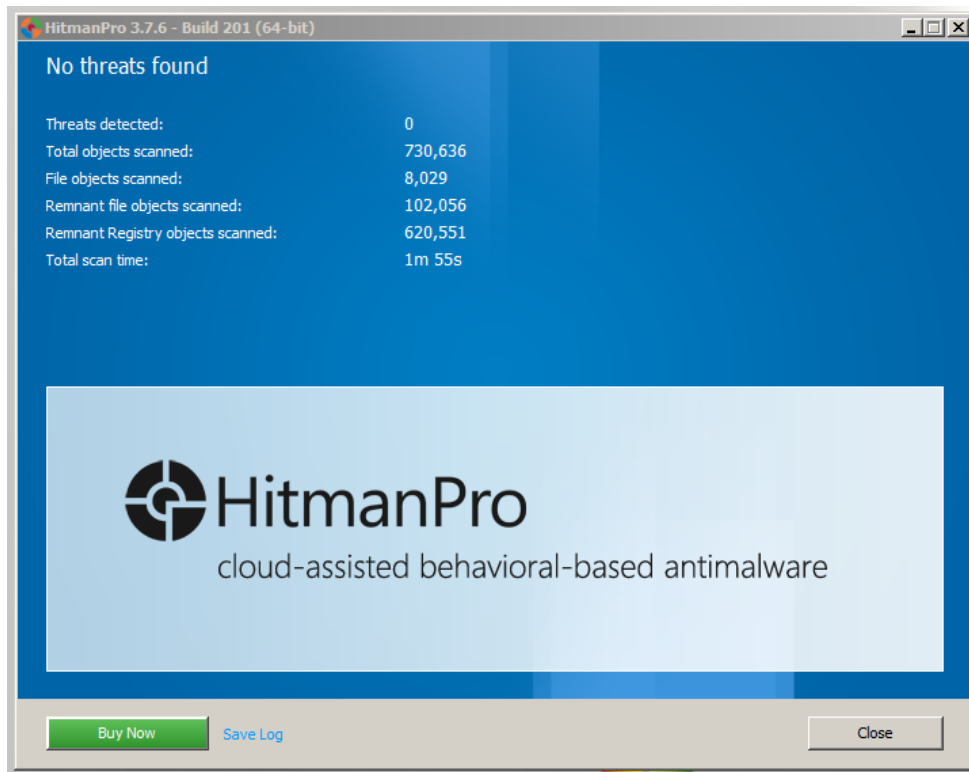 HitmanPro 3.7.6 - Build 201 (64-bit)
No threats found
Threats detected: 0
Total objects scanned: 730,636
File objects scanned: 8,029
Remnant file objects scanned: 102,056
Remnant Registry objects scanned: 620,551
Total scan time: 1m 55s
HitmanPro
cloud-assisted behavioral-based antimalware
Buy Now Save Log Close